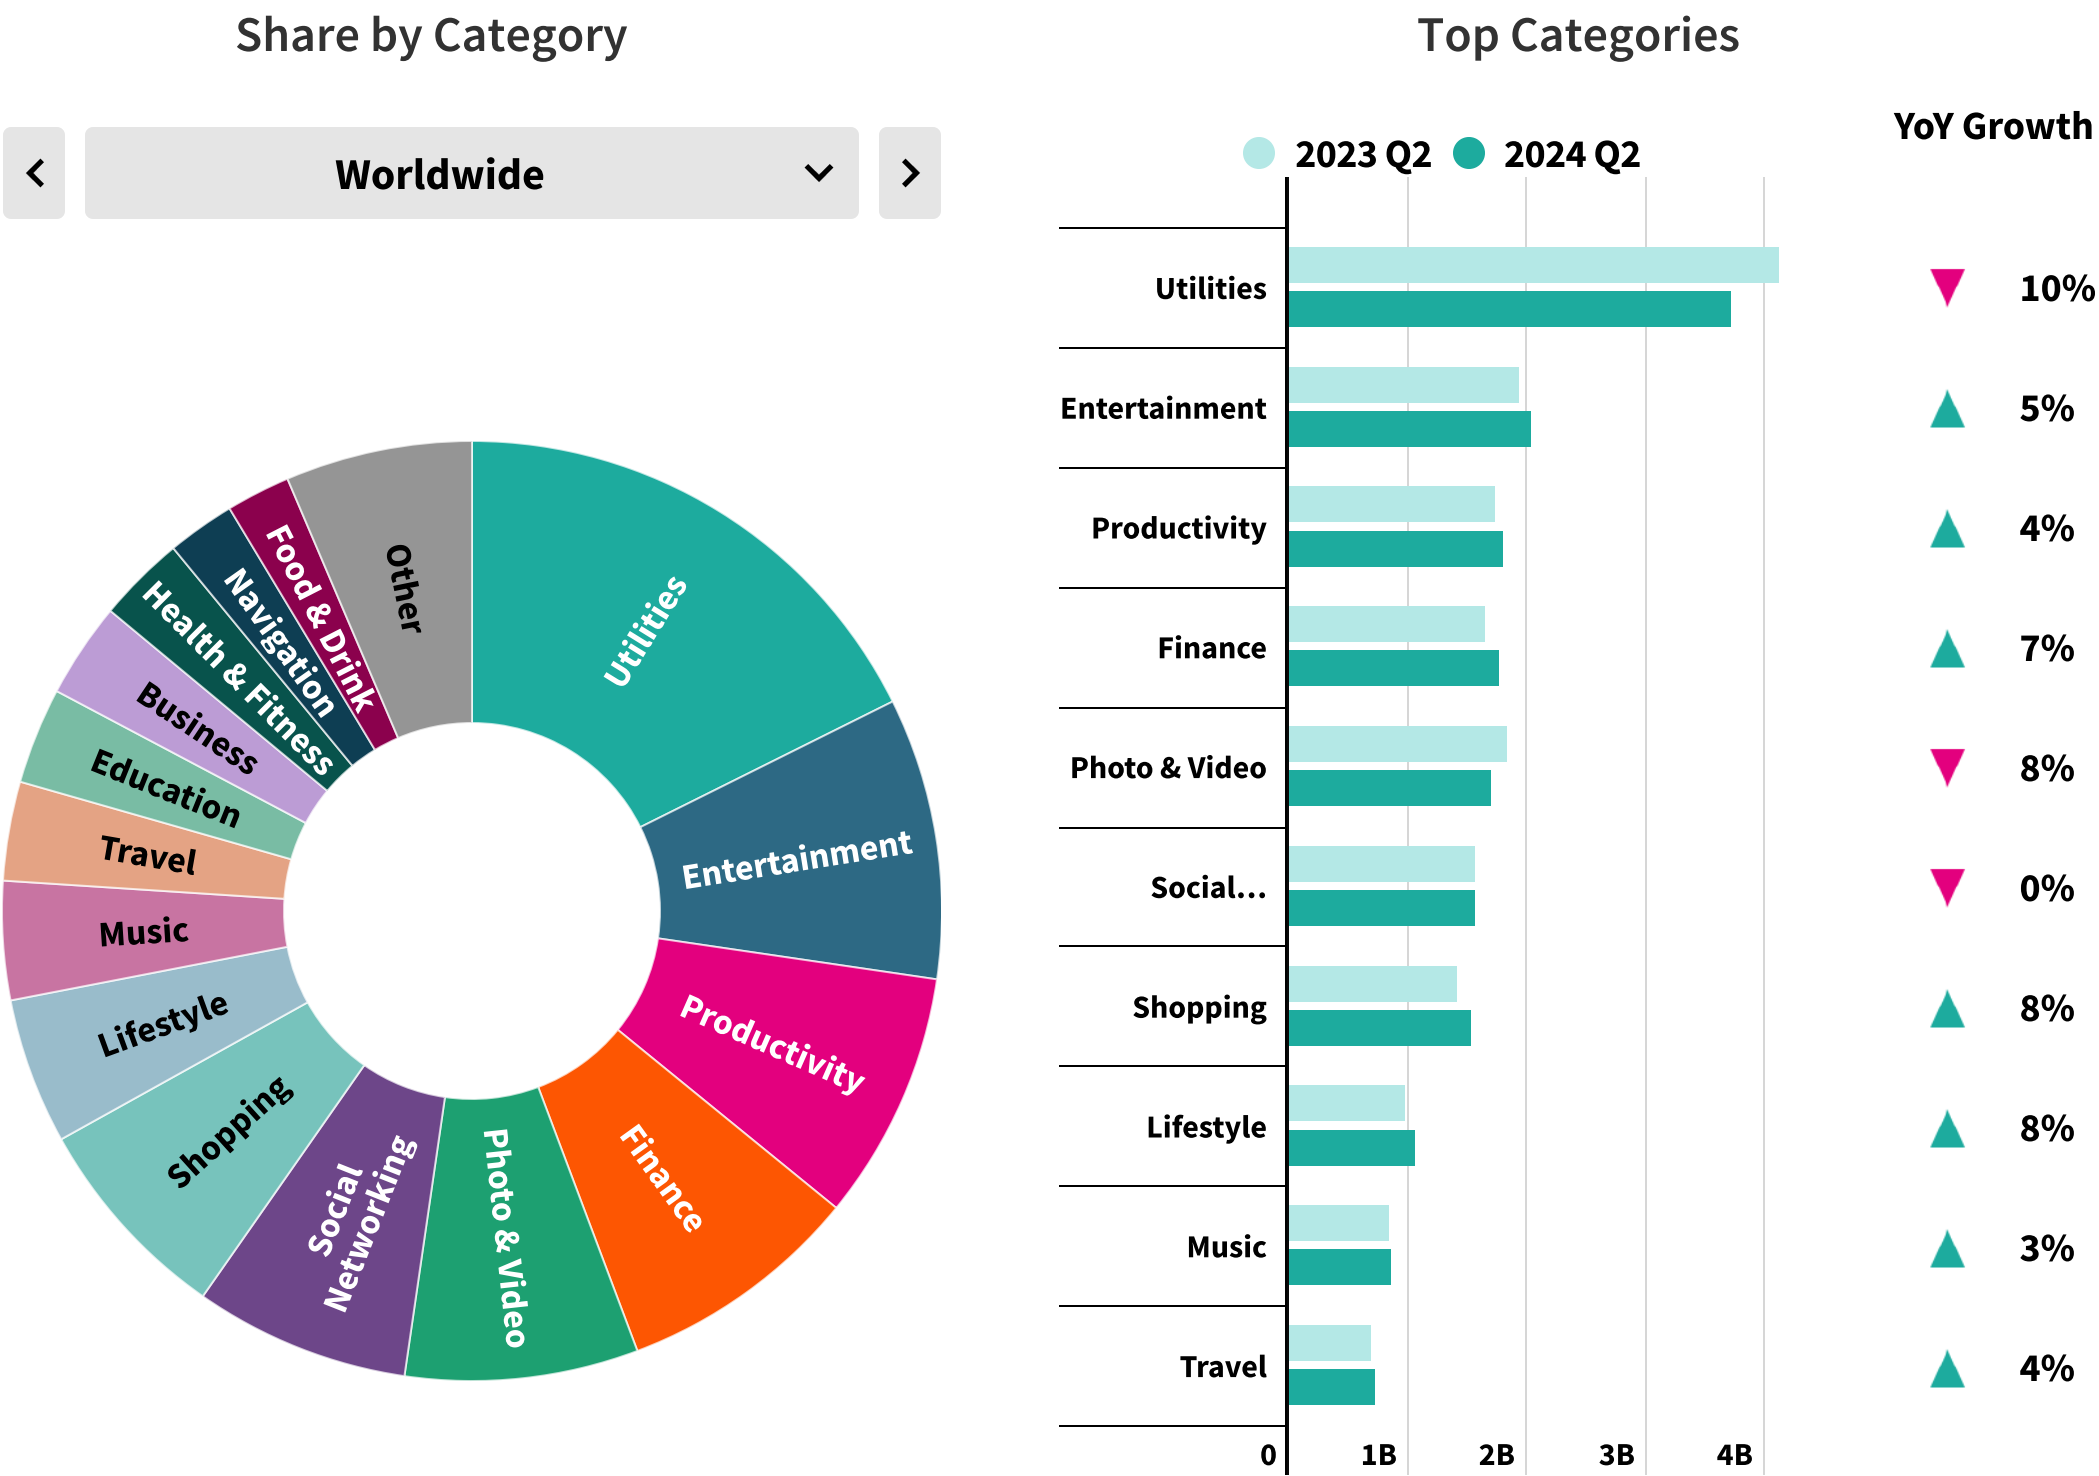 Share by Category
Worldwide
Utilities
Entertainment
Productivity
Finance
Photo & Video
Social
Networking
Shopping
Lifestyle
Music
Travel
Education
Business
Health & Fitness
Navigation
Food & Drink
Other
Top Categories
2023 Q2 2024 Q2
YoY Growth
Utilities 10%
Entertainment 5%
Productivity 4%
Finance 7%
Photo & Video 8%
Social... 0%
Shopping 8%
Lifestyle 8%
Music 3%
Travel 4%
0 1B 2B 3B 4B